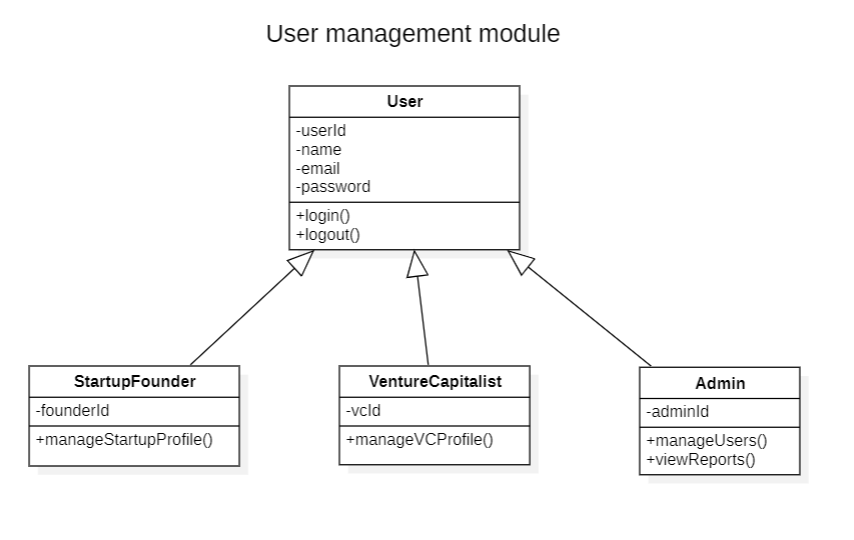 User management module
User
-userId
-name
-email
-password
+login()
+logout()
StartupFounder
-founderId
+manageStartupProfile()
VentureCapitalist
-vcId
+manageVCProfile()
Admin
-adminId
+manageUsers()
+viewReports()